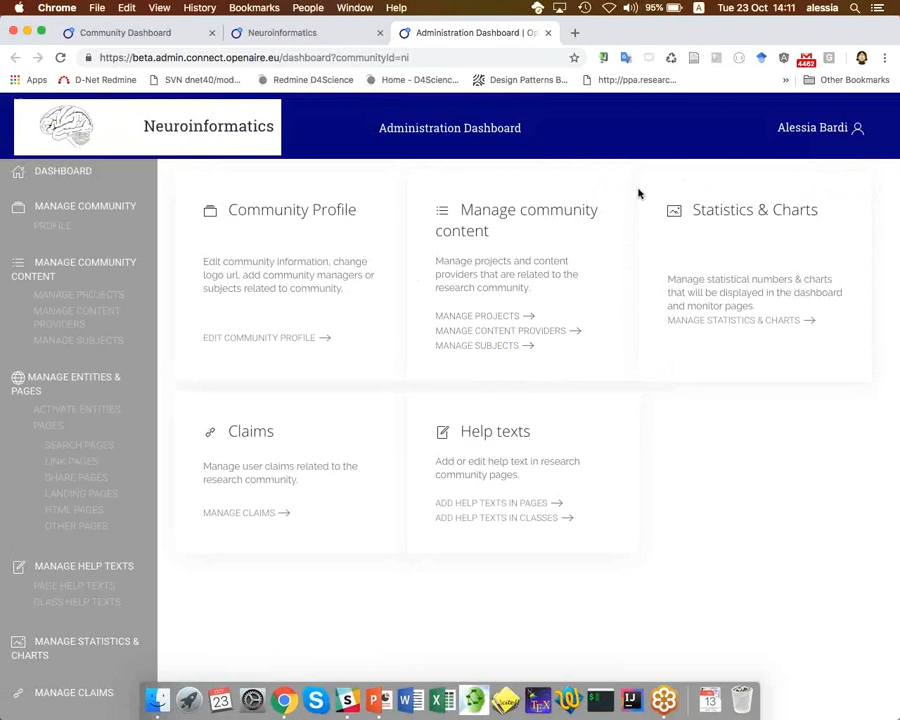 Chrome File Edit View History Bookmarks People Window Help 95% Tue 23 Oct 14:11 alessia
Community Dashboard Neuroinformatics Administration Dashboard | Op
https://beta.admin.connect.openaire.eu/dashboard?communityId=ni
4462
Apps D-Net Redmine SVN dnet40/mod... Redmine D4Science Home - D4Scienc... Design Patterns B... http://ppa.researc... » Other Bookmarks
Neuroinformatics Administration Dashboard Alessia Bardi
DASHBOARD
MANAGE COMMUNITY
PROFILE
MANAGE COMMUNITY
CONTENT
MANAGE PROJECTS
MANAGE CONTENT
PROVIDERS
MANAGE SUBJECTS
MANAGE ENTITIES &
PAGES
ACTIVATE ENTITIES,
PAGES
SEARCH PAGES
LINK PAGES
SHARE PAGES
LANDING PAGES
HTML PAGES
OTHER PAGES
MANAGE HELP TEXTS
PAGE HELP TEXTS
CLASS HELP TEXTS
MANAGE STATISTICS &
CHARTS
MANAGE CLAIMS
Community Profile
Edit community information, change
logo url, add community managers or
subjects related to community.
EDIT COMMUNITY PROFILE
Manage community
content
Manage projects and content
providers that are related to the
research community.
MANAGE PROJECTS
MANAGE CONTENT PROVIDERS
MANAGE SUBJECTS
Statistics & Charts
Manage statistical numbers & charts
that will be displayed in the dashboard
and monitor pages.
MANAGE STATISTICS & CHARTS
Claims
Manage user claims related to the
research community.
MANAGE CLAIMS
Help texts
Add or edit help text in research
community pages.
ADD HELP TEXTS IN PAGES
ADD HELP TEXTS IN CLASSES
OCT
23
13